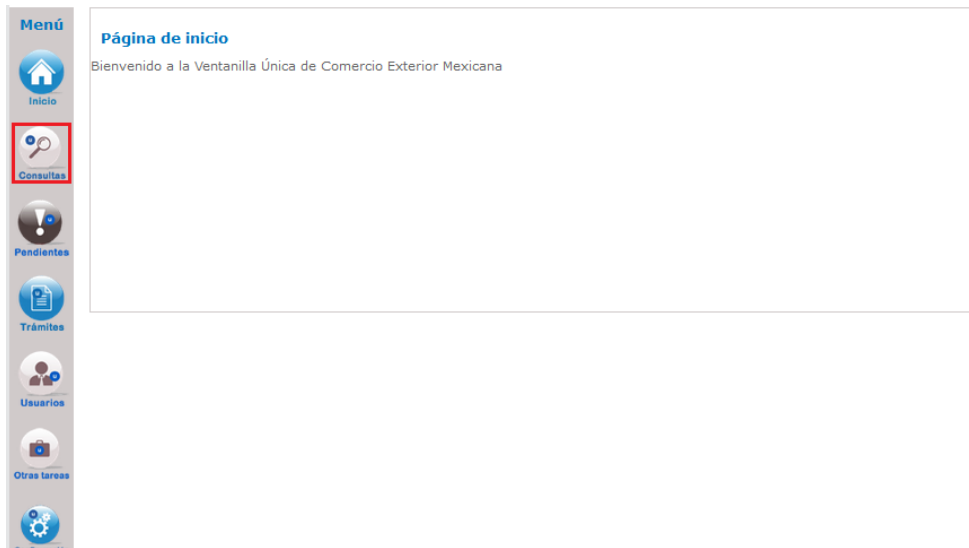 Menú
Inicio
Consultas
Pendientes
Trámites
Usuarios
Otras tareas
Página de inicio
Bienvenido a la Ventanilla Única de Comercio Exterior Mexicana